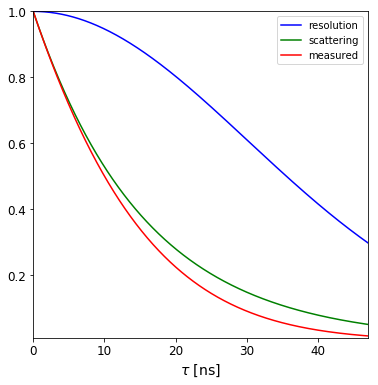 1.0
0.8
0.6
0.4
0.2
resolution
scattering
measured
0 10 20 30 40
τ [ns]